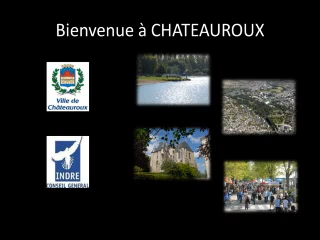 Bienvenue à CHATEAUROUX
Ville de
Châteauroux
INDRE
CONSEIL GENERAL